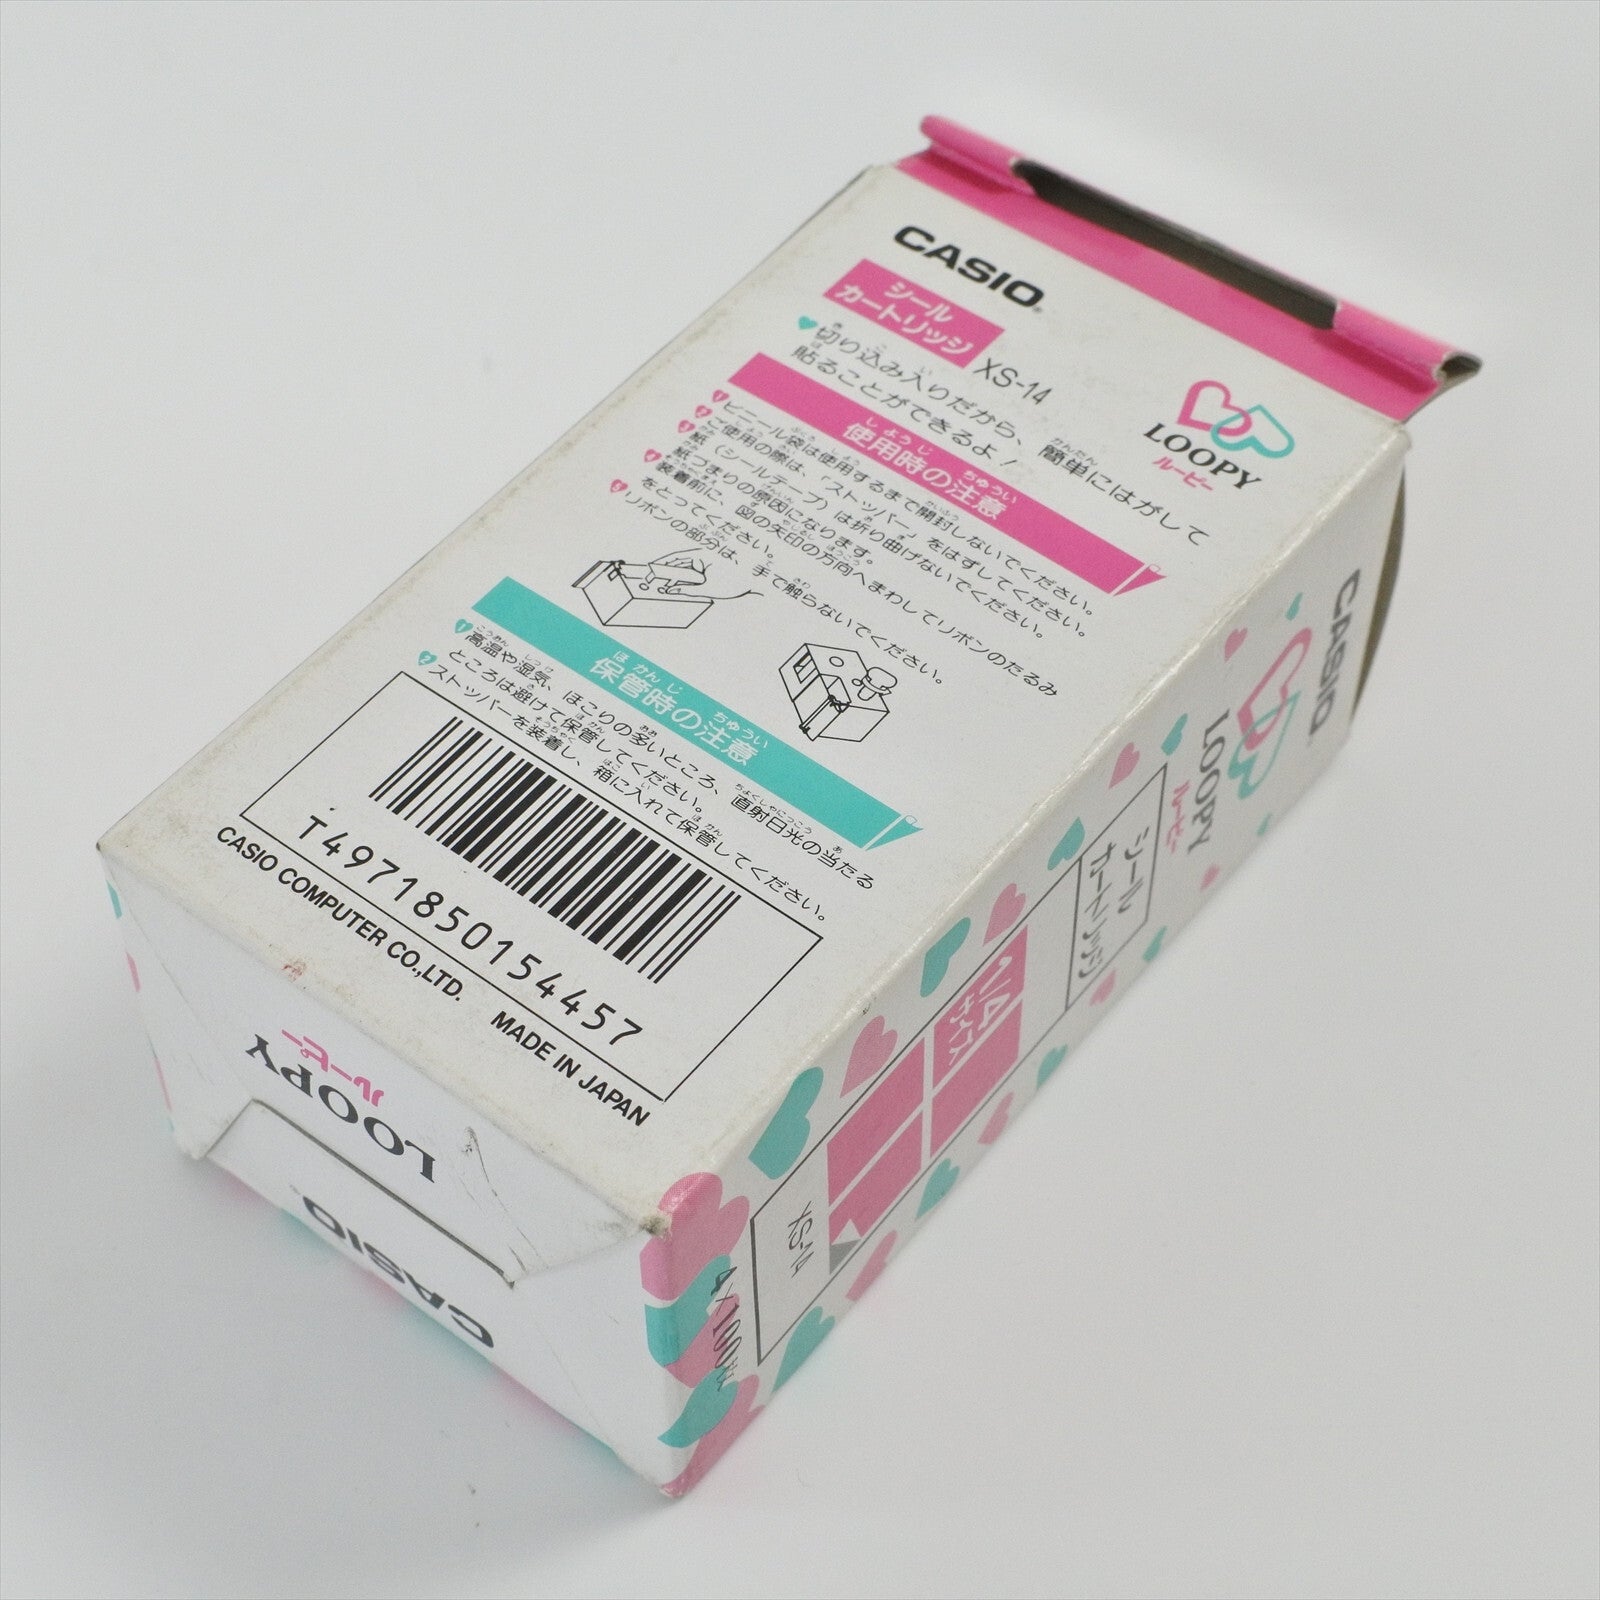 CASIO
シール
カートリッジ
XS-14
LOOPY
ルーピー
切り込み入りだから、簡単にはがして
貼ることができるよ！
使用時の注意
1 ビニール袋は使用するまで開封しないでください。
2 ご使用の際は、「ストッパー」をはずしてください。
3 紙（シールテープ）は折り曲げないでください。
紙づまりの原因になります。
4 装着前に、図の矢印の方向へまわしてリボンのたるみ
をとってください。
5 リボンの部分は、手で触らないでください。
保管時の注意
1 高温や湿気、ほこりの多いところ、直射日光の当たる
ところは避けて保管してください。
2 ストッパーを装着し、箱に入れて保管してください。
T4971850154457
CASIO COMPUTER CO.,LTD.
MADE IN JAPAN
LOOPY
ルーピー
CASIO
CASIO
LOOPY
ルーピー
シール
カートリッジ
1/4
サイズ
XS-14